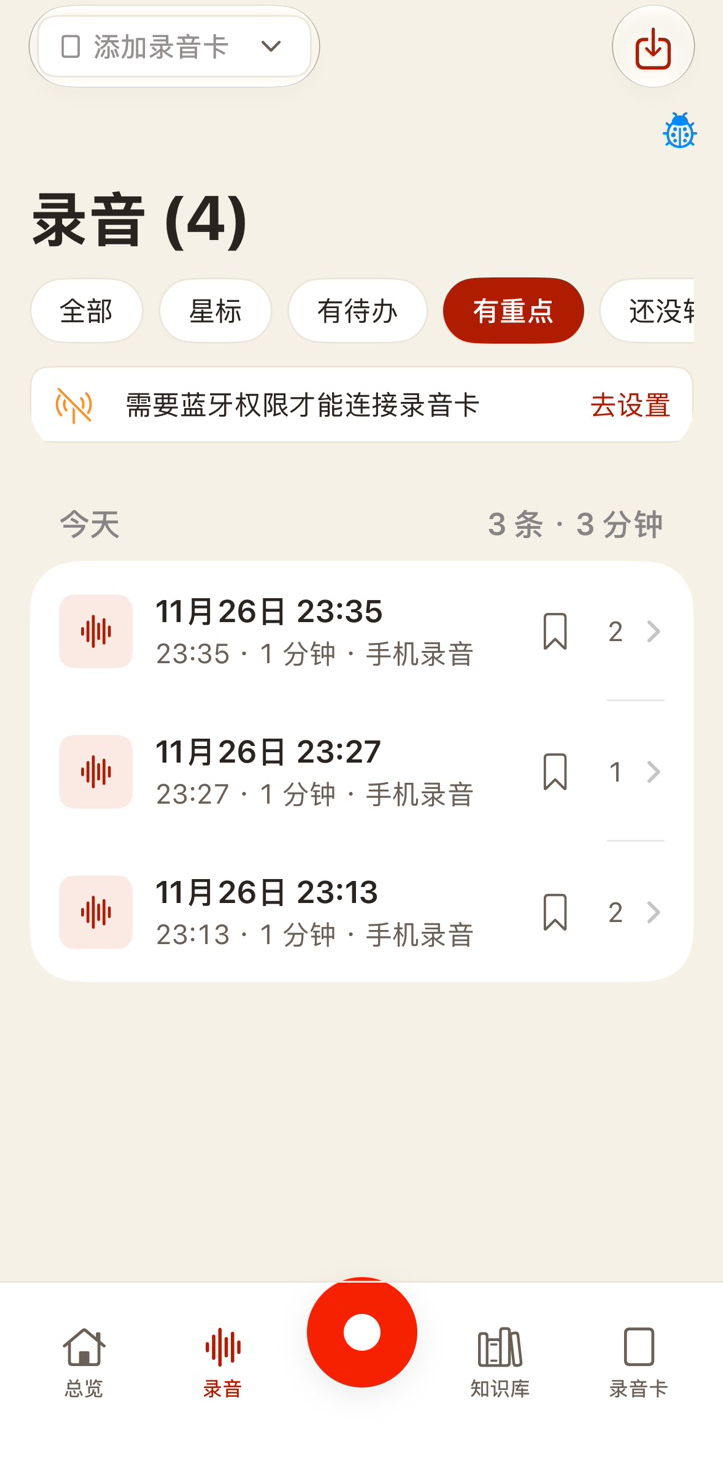 添加录音卡
录音 (4)
全部 星标 有待办 有重点 还没
需要蓝牙权限才能连接录音卡 去设置
今天 3 条 · 3 分钟
11月26日 23:35
23:35 · 1 分钟 · 手机录音 2
11月26日 23:27
23:27 · 1 分钟 · 手机录音 1
11月26日 23:13
23:13 · 1 分钟 · 手机录音 2
总览 录音 知识库 录音卡